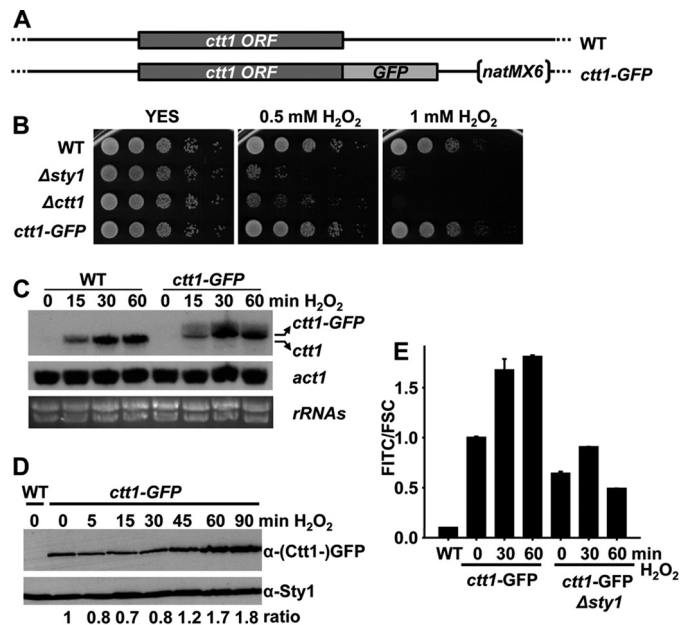 A
ctt1 ORF
WT
ctt1 ORF GFP {natMX6} ctt1-GFP
B
YES 0.5 mM H₂O₂ 1 mM H₂O₂
WT
Δsty1
Δctt1
ctt1-GFP
C
WT ctt1-GFP
0 15 30 60 0 15 30 60 min H₂O₂
ctt1-GFP
ctt1
act1
rRNAs
D
WT ctt1-GFP
0 0 5 15 30 45 60 90 min H₂O₂
α-(Ctt1-)GFP
α-Sty1
1 0.8 0.7 0.8 1.2 1.7 1.8 ratio
E
FITC/FSC
1.5
1.0
0.5
0.0
WT 0 30 60 0 30 60 min
H₂O₂
ctt1-GFP ctt1-GFP
Δsty1